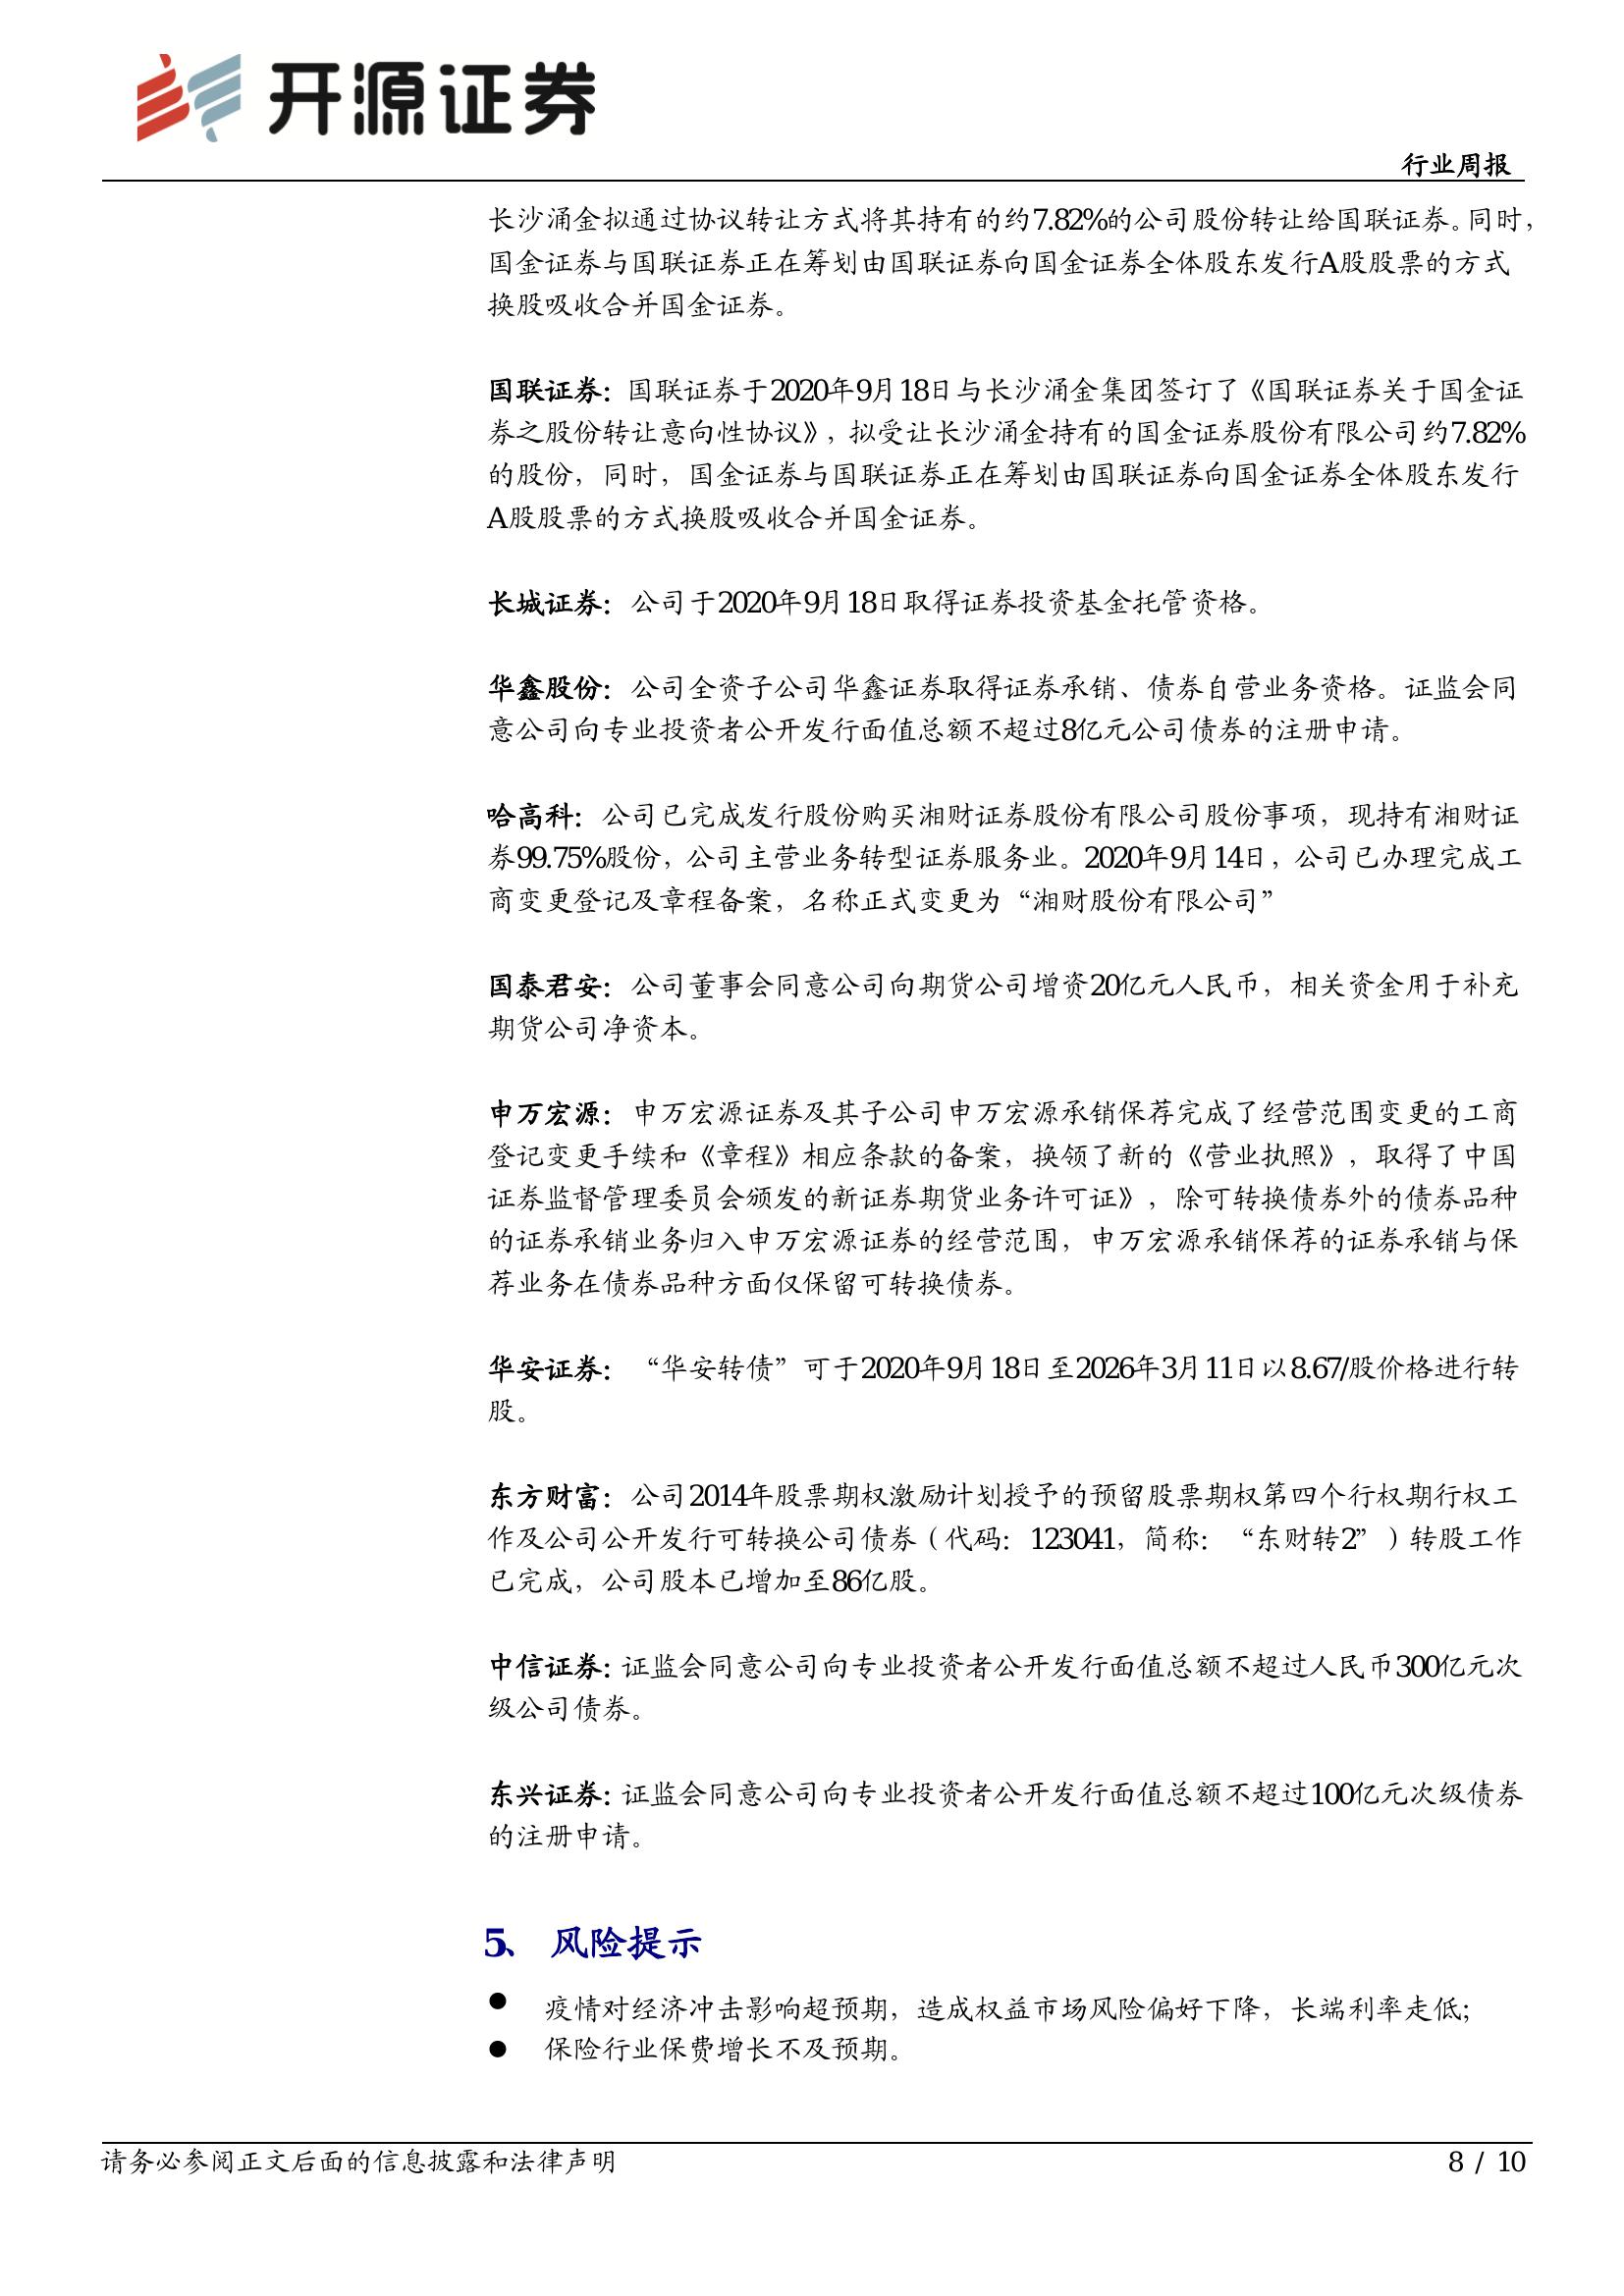 开源证券
行业周报
长沙涌金拟通过协议转让方式将其持有的约7.82%的公司股份转让给国联证券。同时，
国金证券与国联证券正在筹划由国联证券向国金证券全体股东发行A股股票的方式
换股吸收合并国金证券。
国联证券：国联证券于2020年9月18日与长沙涌金集团签订了《国联证券关于国金证
券之股份转让意向性协议》，拟受让长沙涌金持有的国金证券股份有限公司约7.82%
的股份，同时，国金证券与国联证券正在筹划由国联证券向国金证券全体股东发行
A股股票的方式换股吸收合并国金证券。
长城证券：公司于2020年9月18日取得证券投资基金托管资格。
华鑫股份：公司全资子公司华鑫证券取得证券承销、债券自营业务资格。证监会同
意公司向专业投资者公开发行面值总额不超过8亿元公司债券的注册申请。
哈高科：公司已完成发行股份购买湘财证券股份有限公司股份事项，现持有湘财证
券99.75%股份，公司主营业务转型证券服务业。2020年9月14日，公司已办理完成工
商变更登记及章程备案，名称正式变更为“湘财股份有限公司”
国泰君安：公司董事会同意公司向期货公司增资20亿元人民币，相关资金用于补充
期货公司净资本。
申万宏源：申万宏源证券及其子公司申万宏源承销保荐完成了经营范围变更的工商
登记变更手续和《章程》相应条款的备案，换领了新的《营业执照》，取得了中国
证券监督管理委员会颁发的新证券期货业务许可证》，除可转换债券外的债券品种
的证券承销业务归入申万宏源证券的经营范围，申万宏源承销保荐的证券承销与保
荐业务在债券品种方面仅保留可转换债券。
华安证券：“华安转债”可于2020年9月18日至2026年3月11日以8.67/股价格进行转
股。
东方财富：公司2014年股票期权激励计划授予的预留股票期权第四个行权期行权工
作及公司公开发行可转换公司债券（代码：123041，简称：“东财转2”）转股工作
已完成，公司股本已增加至86亿股。
中信证券：证监会同意公司向专业投资者公开发行面值总额不超过人民币300亿元次
级公司债券。
东兴证券：证监会同意公司向专业投资者公开发行面值总额不超过100亿元次级债券
的注册申请。
5、 风险提示
● 疫情对经济冲击影响超预期，造成权益市场风险偏好下降，长端利率走低；
● 保险行业保费增长不及预期。
请务必参阅正文后面的信息披露和法律声明
8 / 10